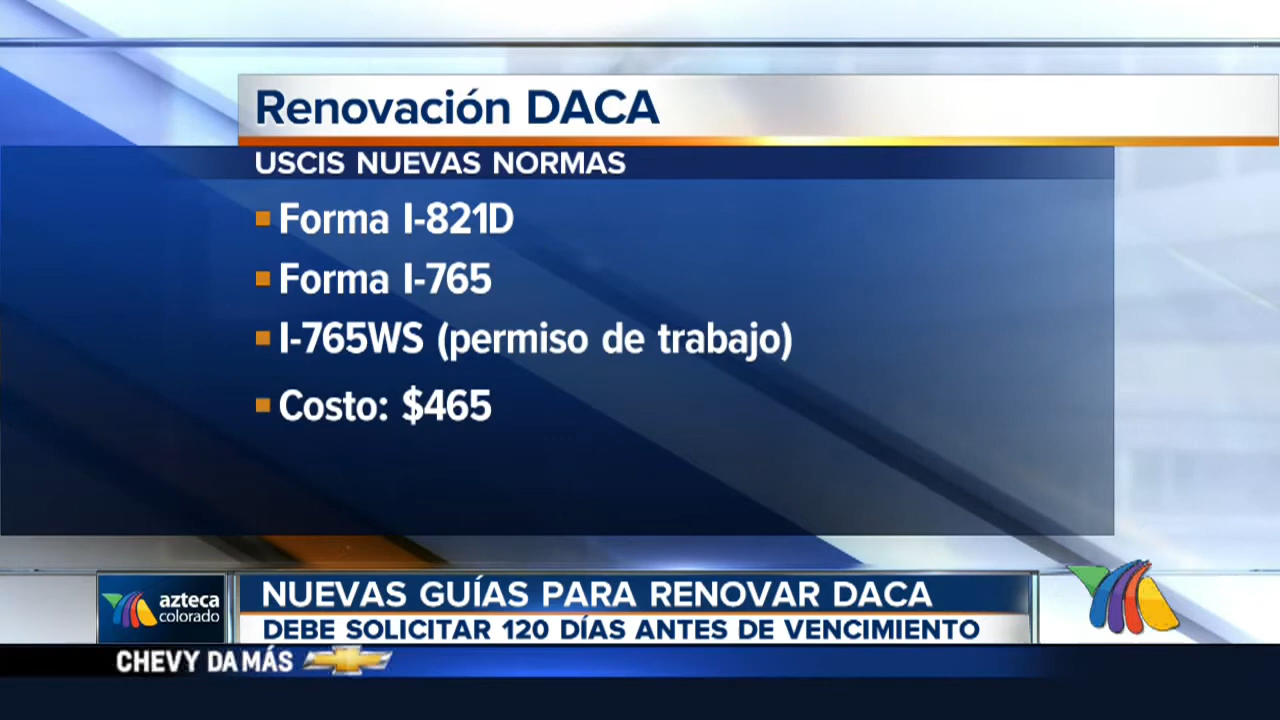 Renovación DACA
USCIS NUEVAS NORMAS
Forma I-821D
Forma I-765
I-765WS (permiso de trabajo)
Costo: $465
azteca
colorado
NUEVAS GUÍAS PARA RENOVAR DACA
DEBE SOLICITAR 120 DÍAS ANTES DE VENCIMIENTO
CHEVY DA MÁS